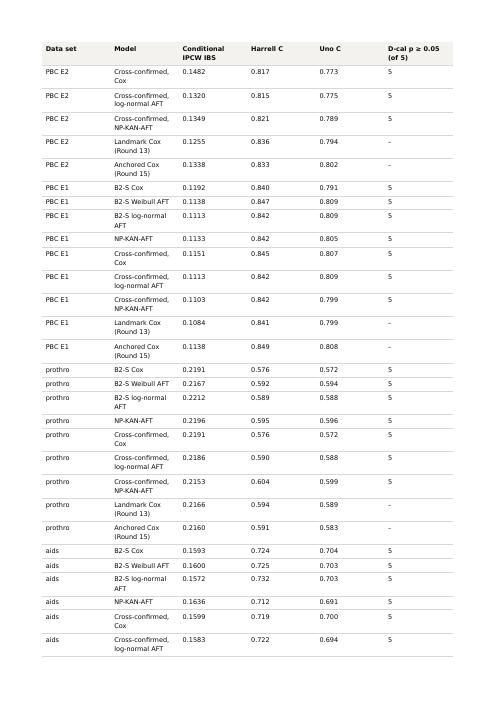 Data set Model Conditional IPCW IBS Harrell C Uno C D-cal p ≥ 0.05 (of 5)
PBC E2 Cross-confirmed, Cox 0.1482 0.817 0.773 5
PBC E2 Cross-confirmed, log-normal AFT 0.1320 0.815 0.775 5
PBC E2 Cross-confirmed, NP-KAN-AFT 0.1349 0.821 0.789 5
PBC E2 Landmark Cox (Round 13) 0.1255 0.836 0.794 –
PBC E2 Anchored Cox (Round 15) 0.1338 0.833 0.802 –
PBC E1 B2-S Cox 0.1192 0.840 0.791 5
PBC E1 B2-S Weibull AFT 0.1138 0.847 0.809 5
PBC E1 B2-S log-normal AFT 0.1113 0.842 0.809 5
PBC E1 NP-KAN-AFT 0.1133 0.842 0.805 5
PBC E1 Cross-confirmed, Cox 0.1151 0.845 0.807 5
PBC E1 Cross-confirmed, log-normal AFT 0.1113 0.842 0.809 5
PBC E1 Cross-confirmed, NP-KAN-AFT 0.1103 0.842 0.799 5
PBC E1 Landmark Cox (Round 13) 0.1084 0.841 0.799 –
PBC E1 Anchored Cox (Round 15) 0.1138 0.849 0.808 –
prothro B2-S Cox 0.2191 0.576 0.572 5
prothro B2-S Weibull AFT 0.2167 0.592 0.594 5
prothro B2-S log-normal AFT 0.2212 0.589 0.588 5
prothro NP-KAN-AFT 0.2196 0.595 0.596 5
prothro Cross-confirmed, Cox 0.2191 0.576 0.572 5
prothro Cross-confirmed, log-normal AFT 0.2186 0.590 0.588 5
prothro Cross-confirmed, NP-KAN-AFT 0.2153 0.604 0.599 5
prothro Landmark Cox (Round 13) 0.2166 0.594 0.589 –
prothro Anchored Cox (Round 15) 0.2160 0.591 0.583 –
aids B2-S Cox 0.1593 0.724 0.704 5
aids B2-S Weibull AFT 0.1600 0.725 0.703 5
aids B2-S log-normal AFT 0.1572 0.732 0.703 5
aids NP-KAN-AFT 0.1636 0.712 0.691 5
aids Cross-confirmed, Cox 0.1599 0.719 0.700 5
aids Cross-confirmed, log-normal AFT 0.1583 0.722 0.694 5